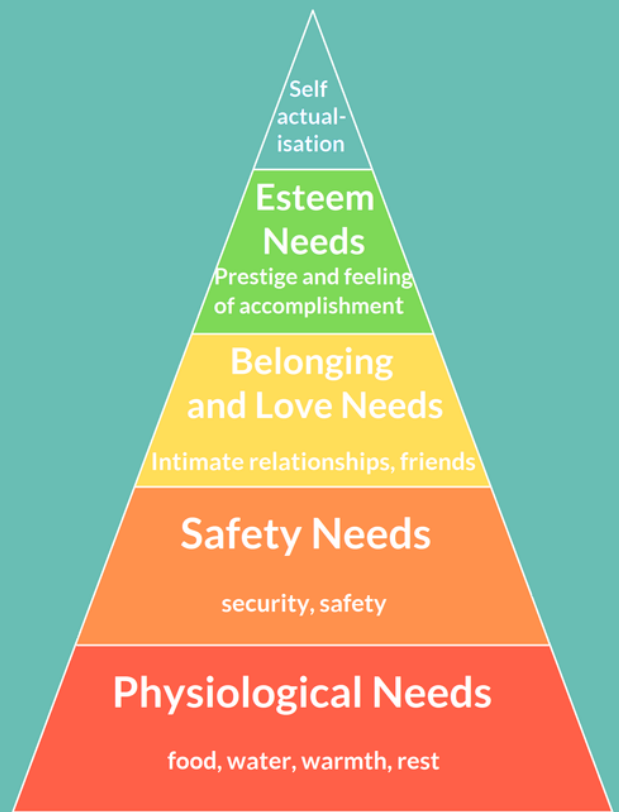 Self
actual-
isation
Esteem
Needs
Prestige and feeling
of accomplishment
Belonging
and Love Needs
Intimate relationships, friends
Safety Needs
security, safety
Physiological Needs
food, water, warmth, rest